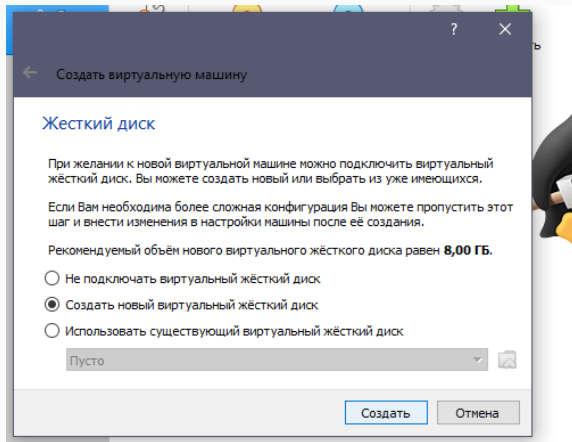 ?
Создать виртуальную машину
Жесткий диск
При желании к новой виртуальной машине можно подключить виртуальный
жёсткий диск. Вы можете создать новый или выбрать из уже имеющихся.
Если Вам необходима более сложная конфигурация Вы можете пропустить этот
шаг и внести изменения в настройки машины после её создания.
Рекомендуемый объём нового виртуального жёсткого диска равен 8,00 ГБ.
Не подключать виртуальный жёсткий диск
Создать новый виртуальный жёсткий диск
Использовать существующий виртуальный жёсткий диск
Пусто
Создать Отмена